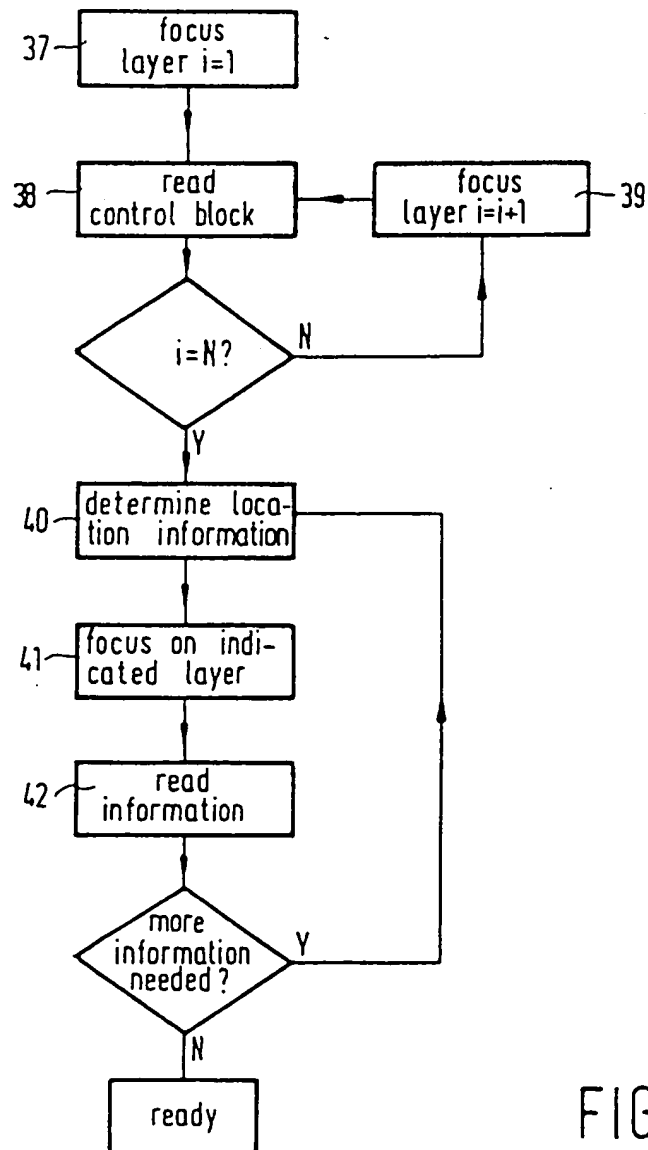 37
focus
layer i=1
38
read
control block
focus
layer i=i+1
39
i=N?
N
Y
40
determine loca-
tion information
41
focus on indi-
cated layer
42
read
information
more
information
needed?
Y
N
ready
FIG